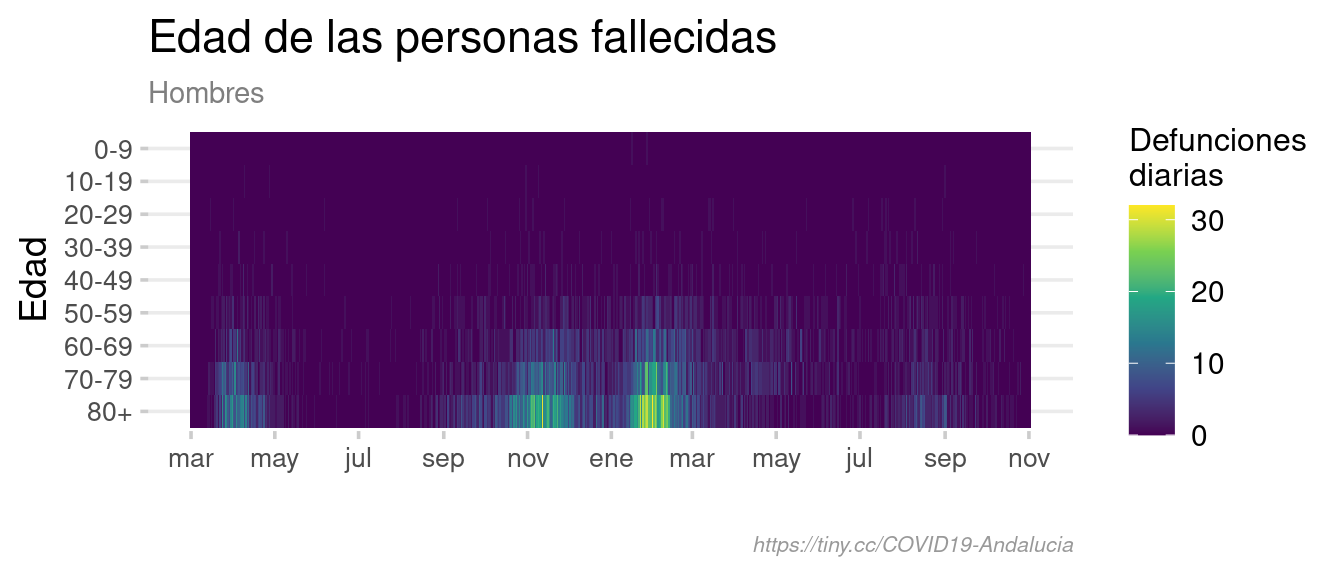 Edad de las personas fallecidas
Hombres
Defunciones
diarias
30
20
10
0
Edad
0-9
10-19
20-29
30-39
40-49
50-59
60-69
70-79
80+
mar may jul sep nov ene mar may jul sep nov
https://tiny.cc/COVID19-Andalucia